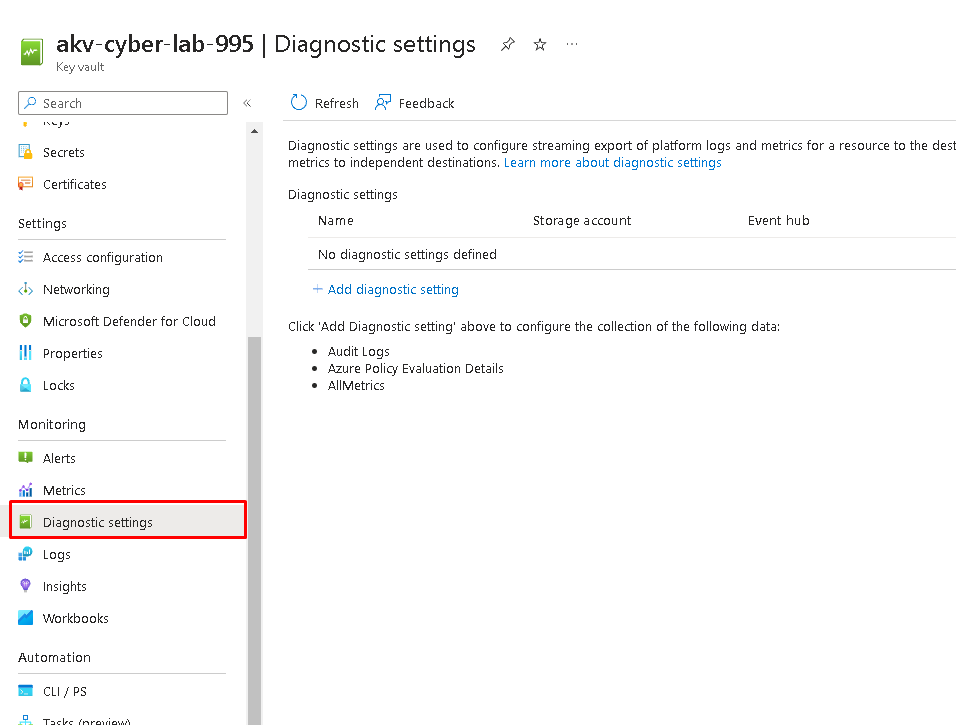 akv-cyber-lab-995 | Diagnostic settings
Key vault
Search
Refresh
Feedback
Keys
Secrets
Certificates
Settings
Access configuration
Networking
Microsoft Defender for Cloud
Properties
Locks
Monitoring
Alerts
Metrics
Diagnostic settings
Logs
Insights
Workbooks
Automation
CLI / PS
Tasks (preview)
Diagnostic settings are used to configure streaming export of platform logs and metrics for a resource to the dest
metrics to independent destinations. Learn more about diagnostic settings
Diagnostic settings
Name Storage account Event hub
No diagnostic settings defined
+ Add diagnostic setting
Click 'Add Diagnostic setting' above to configure the collection of the following data:
• Audit Logs
• Azure Policy Evaluation Details
• AllMetrics